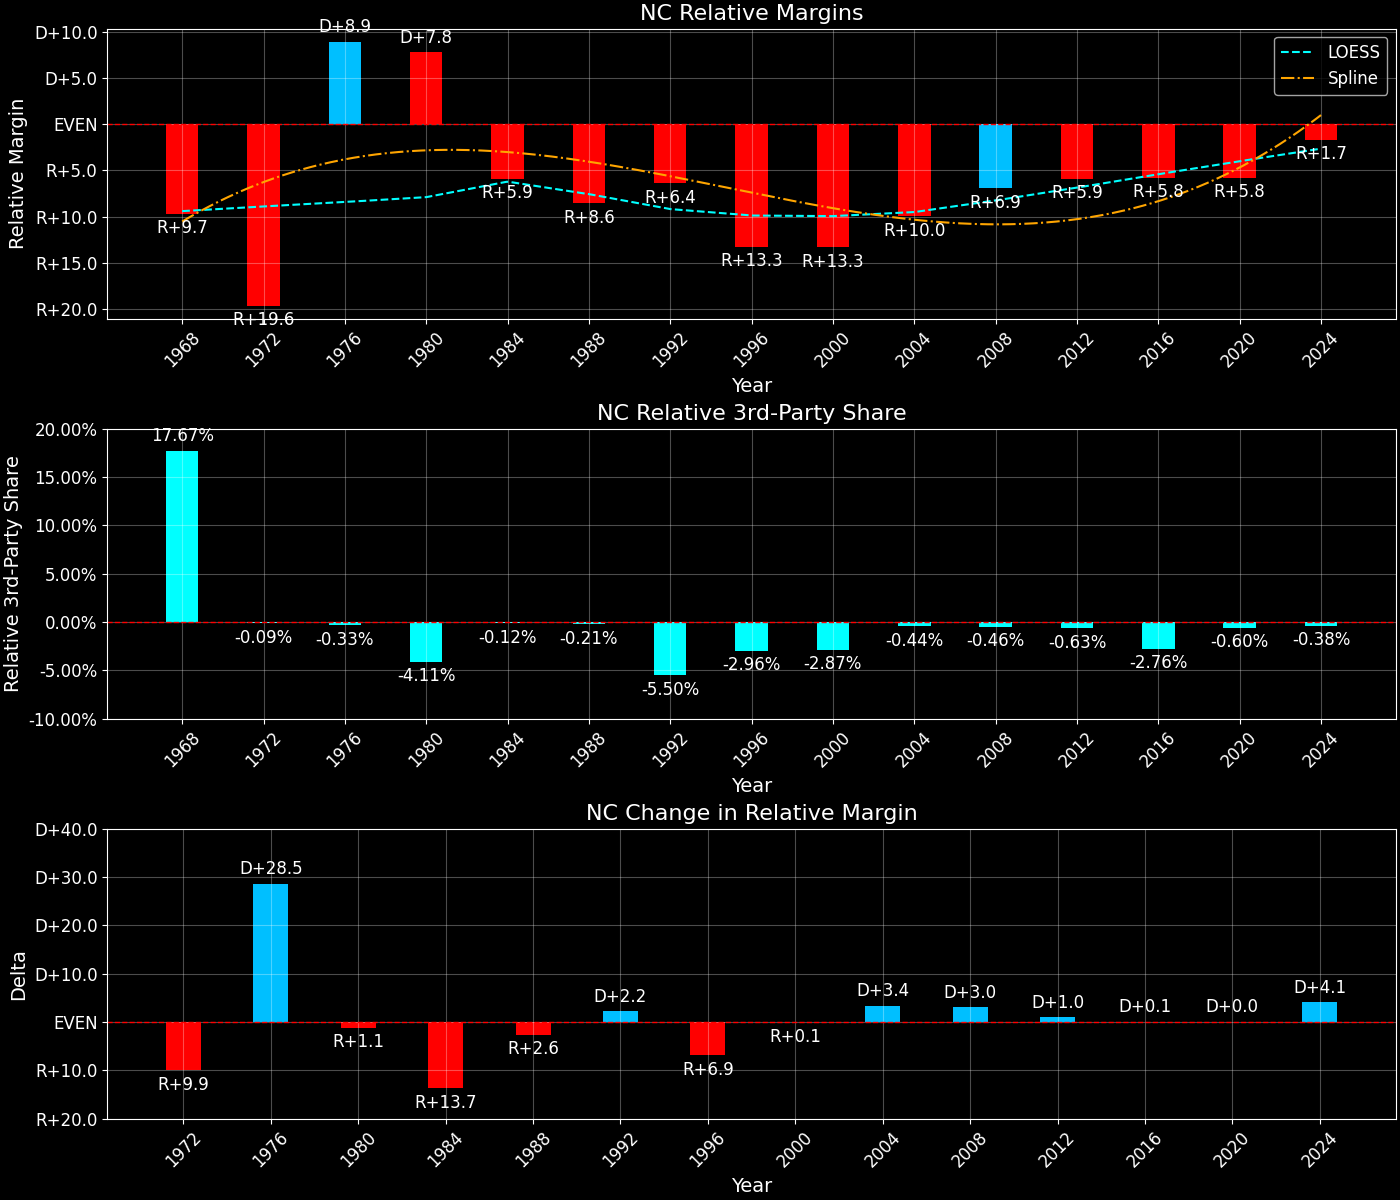 NC Relative Margins
Relative Margin
D+10.0
D+5.0
EVEN
R+5.0
R+10.0
R+15.0
R+20.0
LOESS
Spline
R+9.7
R+19.6
D+8.9
D+7.8
R+5.9
R+8.6
R+6.4
R+13.3
R+13.3
R+10.0
R+6.9
R+5.9
R+5.8
R+5.8
R+1.7
1968 1972 1976 1980 1984 1988 1992 1996 2000 2004 2008 2012 2016 2020 2024
Year
NC Relative 3rd-Party Share
Relative 3rd-Party Share
20.00%
15.00%
10.00%
5.00%
0.00%
-5.00%
-10.00%
17.67%
-0.09%
-0.33%
-4.11%
-0.12%
-0.21%
-5.50%
-2.96%
-2.87%
-0.44%
-0.46%
-0.63%
-2.76%
-0.60%
-0.38%
1968 1972 1976 1980 1984 1988 1992 1996 2000 2004 2008 2012 2016 2020 2024
Year
NC Change in Relative Margin
Delta
D+40.0
D+30.0
D+20.0
D+10.0
EVEN
R+10.0
R+20.0
R+9.9
D+28.5
R+1.1
R+13.7
R+2.6
D+2.2
R+6.9
R+0.1
D+3.4
D+3.0
D+1.0
D+0.1
D+0.0
D+4.1
1972 1976 1980 1984 1988 1992 1996 2000 2004 2008 2012 2016 2020 2024
Year